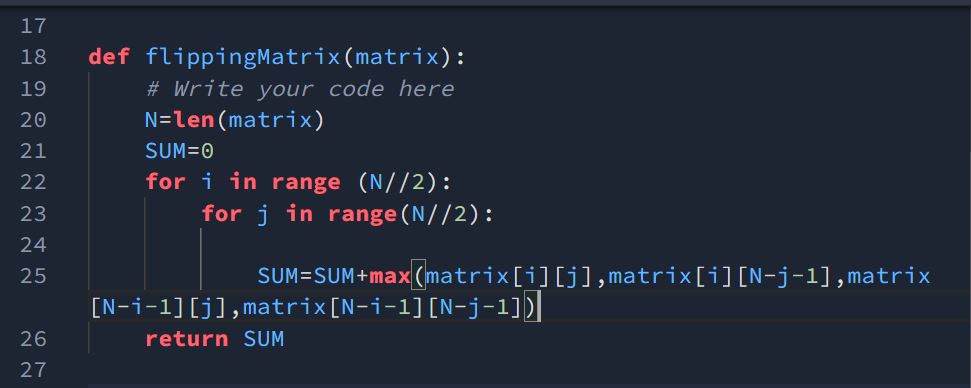 17
18 def flippingMatrix(matrix):
19 # Write your code here
20 N=len(matrix)
21 SUM=0
22 for i in range (N//2):
23 for j in range(N//2):
24
25 SUM=SUM+max(matrix[i][j],matrix[i][N-j-1],matrix
[N-i-1][j],matrix[N-i-1][N-j-1])
26 return SUM
27